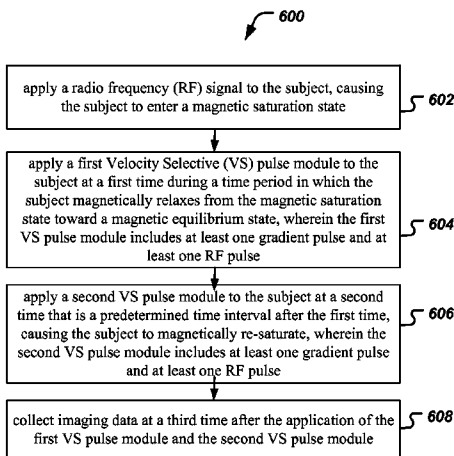 600
apply a radio frequency (RF) signal to the subject, causing
the subject to enter a magnetic saturation state
602
apply a first Velocity Selective (VS) pulse module to the
subject at a first time during a time period in which the
subject magnetically relaxes from the magnetic saturation
state toward a magnetic equilibrium state, wherein the first
VS pulse module includes at least one gradient pulse and at
least one RF pulse
604
apply a second VS pulse module to the subject at a second
time that is a predetermined time interval after the first time,
causing the subject to magnetically re-saturate, wherein the
second VS pulse module includes at least one gradient pulse
and at least one RF pulse
606
collect imaging data at a third time after the application of the
first VS pulse module and the second VS pulse module
608